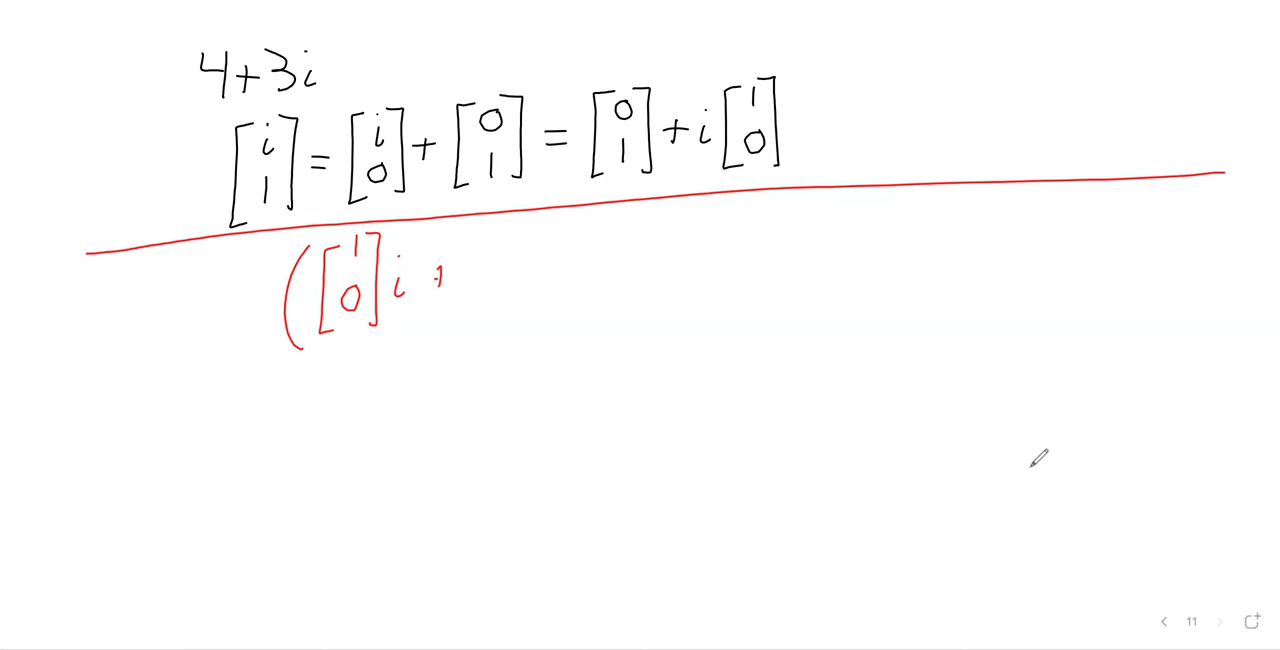 4+3i
[i 1] = [i 0] + [0 1] = [0 1] + i [1 0]
([1 0] i +
11